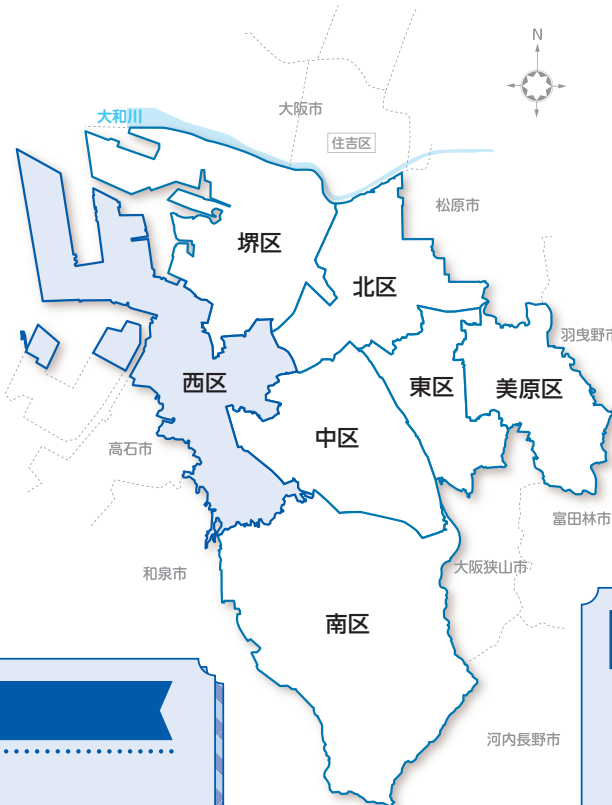 N
大阪市
大和川
住吉区
松原市
堺区
北区
羽曳野市
西区
東区
美原区
中区
高石市
富田林市
大阪狭山市
和泉市
南区
河内長野市